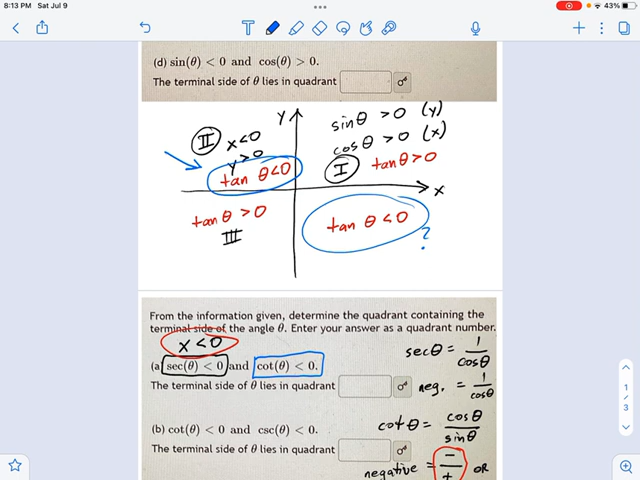 8:13 PM Sat Jul 9
43%
(d) sin(θ) < 0 and cos(θ) > 0.
The terminal side of θ lies in quadrant
y
II x<0
y>0
tan θ<0
sinθ >0 (y)
cosθ >0 (x)
I tanθ>0
x
tanθ >0
III
tan θ<0
?
From the information given, determine the quadrant containing the
terminal side of the angle θ. Enter your answer as a quadrant number.
x<0
(a) sec(θ) < 0 and cot(θ) < 0.
The terminal side of θ lies in quadrant
secθ = 1/cosθ
neg. = 1/cosθ
(b) cot(θ) < 0 and csc(θ) < 0.
The terminal side of θ lies in quadrant
cotθ = cosθ/sinθ
negative = −/+ OR
1
3